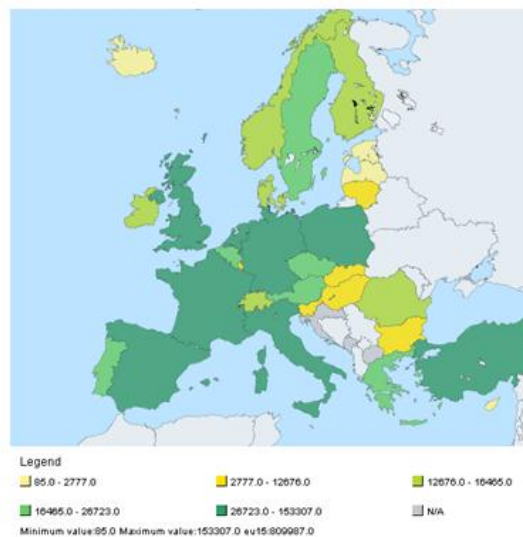 Legend
85.0 - 2777.0
2777.0 - 12676.0
12676.0 - 16465.0
16465.0 - 26723.0
26723.0 - 153307.0
N/A
Minimum value:85.0 Maximum value:153307.0 eu15:809987.0